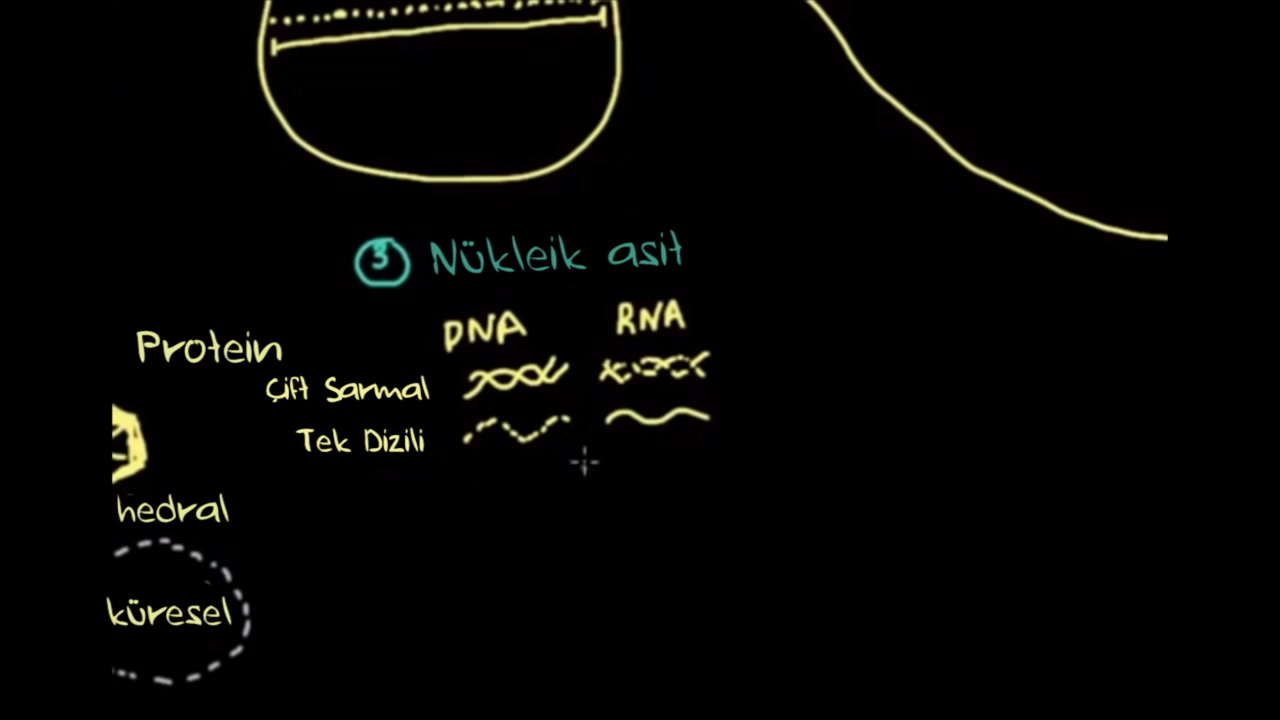 3 Nükleik asit
DNA RNA
Protein
Çift Sarmal
Tek Dizili
hedral
küresel